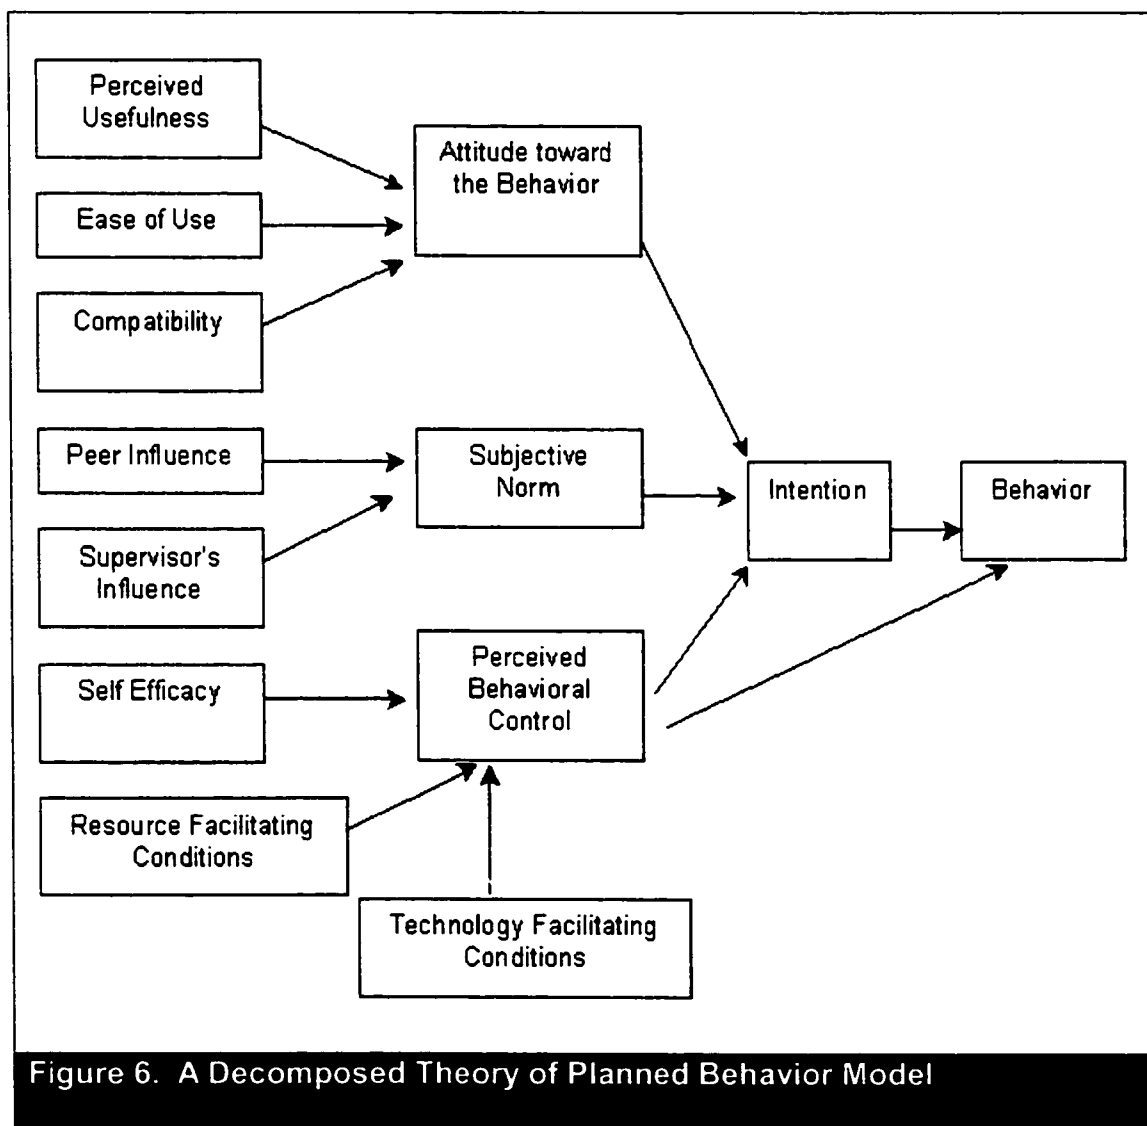 Perceived
Usefulness
Ease of Use
Compatibility
Attitude toward
the Behavior
Peer Influence
Supervisor's
Influence
Subjective
Norm
Intention
Behavior
Self Efficacy
Perceived
Behavioral
Control
Resource Facilitating
Conditions
Technology Facilitating
Conditions
Figure 6. A Decomposed Theory of Planned Behavior Model